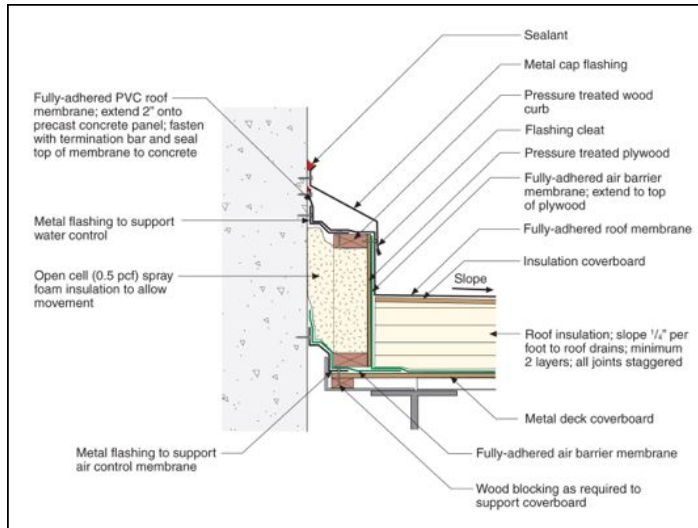 Sealant
Metal cap flashing
Pressure treated wood
curb
Flashing cleat
Pressure treated plywood
Fully-adhered air barrier
membrane; extend to top
of plywood
Fully-adhered roof membrane
Insulation coverboard
Slope
Roof insulation; slope 1/4" per
foot to roof drains; minimum
2 layers; all joints staggered
Metal deck coverboard
Fully-adhered air barrier membrane
Wood blocking as required to
support coverboard
Fully-adhered PVC roof
membrane; extend 2" onto
precast concrete panel; fasten
with termination bar and seal
top of membrane to concrete
Metal flashing to support
water control
Open cell (0.5 pcf) spray
foam insulation to allow
movement
Metal flashing to support
air control membrane